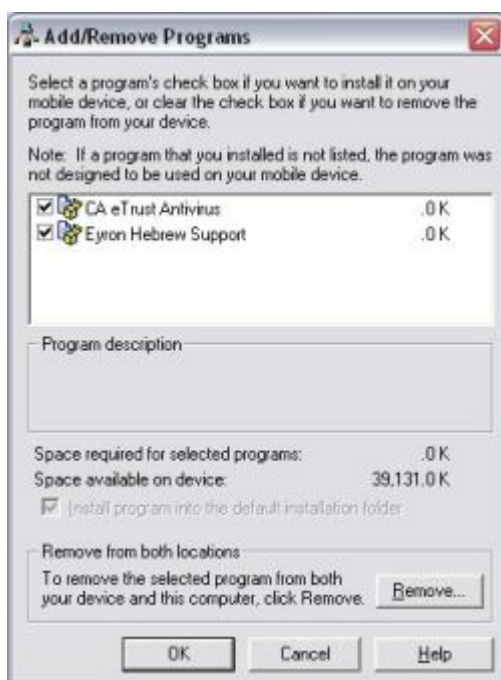 Add/Remove Programs
Select a program's check box if you want to install it on your
mobile device, or clear the check box if you want to remove the
program from your device.
Note: If a program that you installed is not listed, the program was
not designed to be used on your mobile device.
CA eTrust Antivirus .0 K
Eyron Hebrew Support .0 K
Program description
Space required for selected programs: .0 K
Space available on device: 39,131.0 K
Install program into the default installation folder
Remove from both locations
To remove the selected program from both
your device and this computer, click Remove.
Remove...
OK Cancel Help